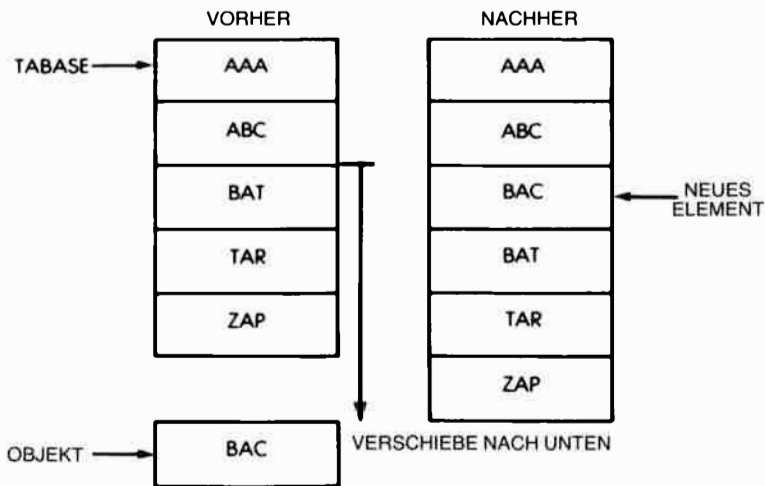 VORHER
NACHHER
TABASE
AAA
AAA
ABC
ABC
BAT
BAC
NEUES
ELEMENT
TAR
BAT
ZAP
TAR
ZAP
OBJEKT
BAC
VERSCHIEBE NACH UNTEN